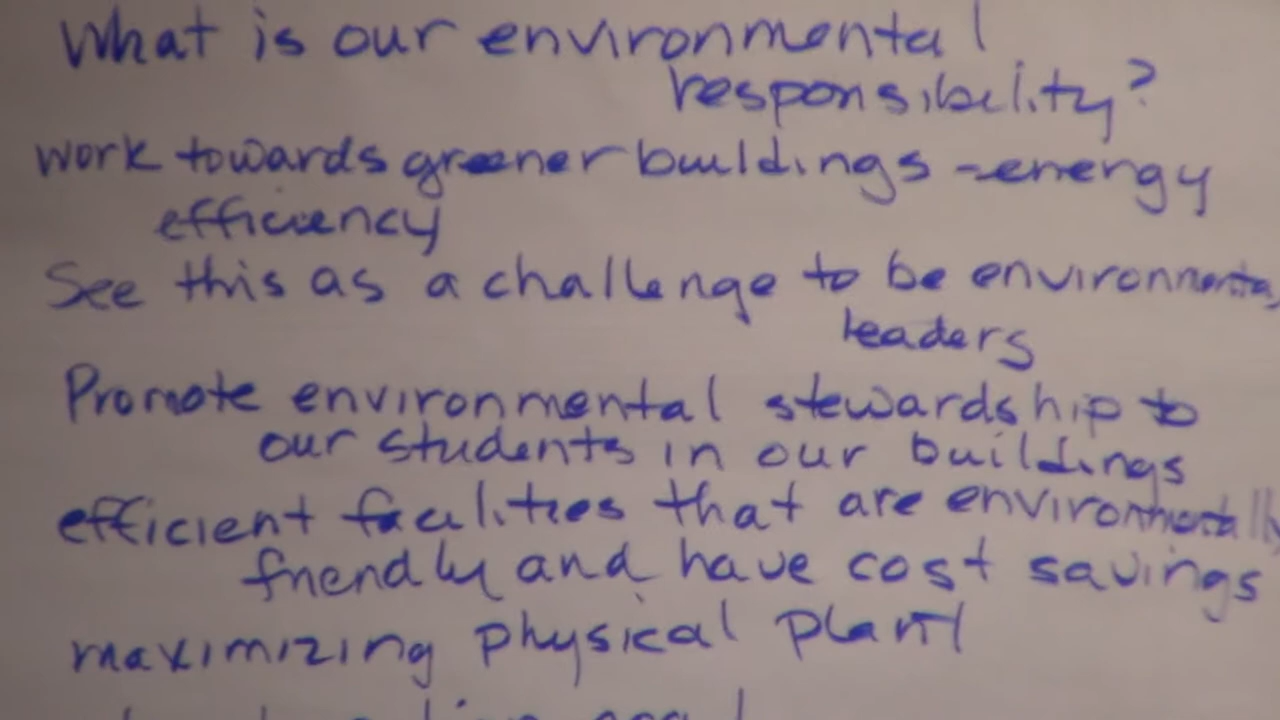 What is our environmental
responsibility?
work towards greener buildings - energy
efficiency
See this as a challenge to be environmental
leaders
Promote environmental stewardship to
our students in our buildings
efficient facilities that are environmentally
friendly and have cost savings
maximizing physical plant